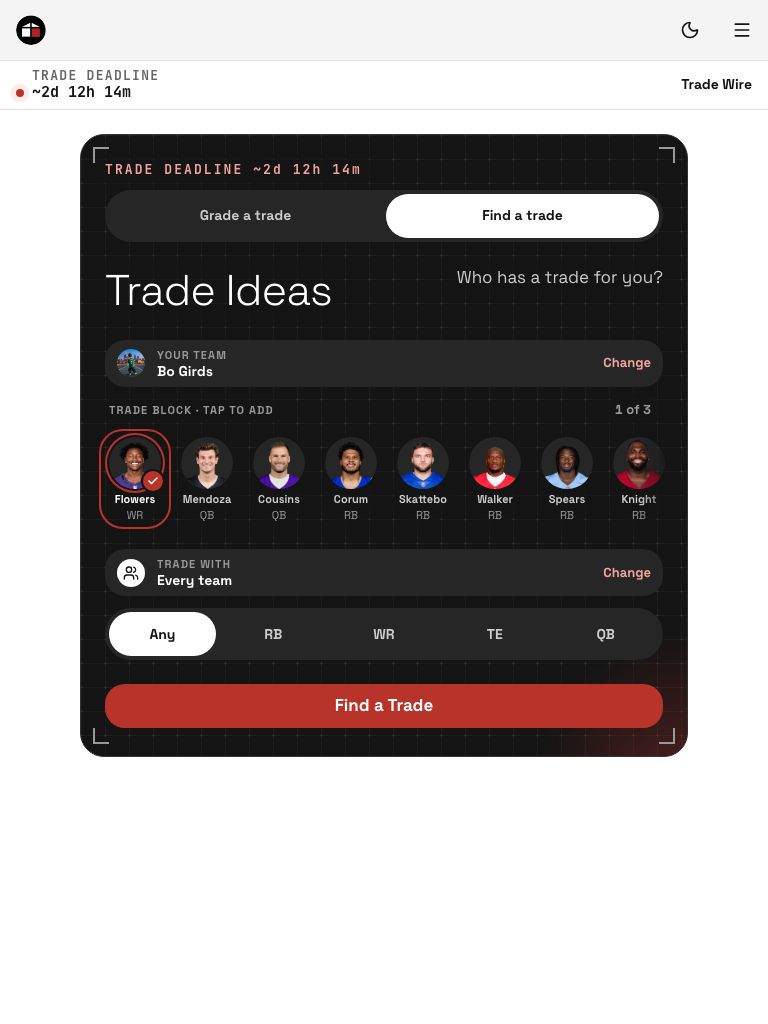 TRADE DEADLINE
~2d 12h 14m
Trade Wire
TRADE DEADLINE ~2d 12h 14m
Grade a trade
Find a trade
Trade Ideas
Who has a trade for you?
YOUR TEAM
Bo Girds
Change
TRADE BLOCK · TAP TO ADD
1 of 3
Flowers
WR
Mendoza
QB
Cousins
QB
Corum
RB
Skattebo
RB
Walker
RB
Spears
RB
Knight
RB
TRADE WITH
Every team
Change
Any
RB
WR
TE
QB
Find a Trade